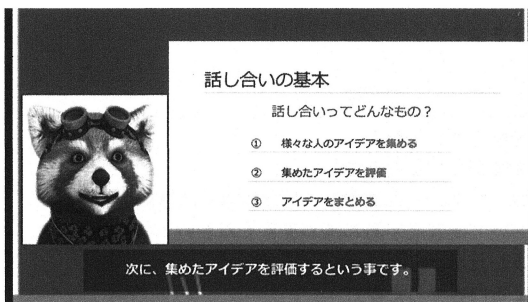 話し合いの基本
話し合いってどんなもの？
① 様々な人のアイデアを集める
② 集めたアイデアを評価
③ アイデアをまとめる
次に、集めたアイデアを評価するという事です。